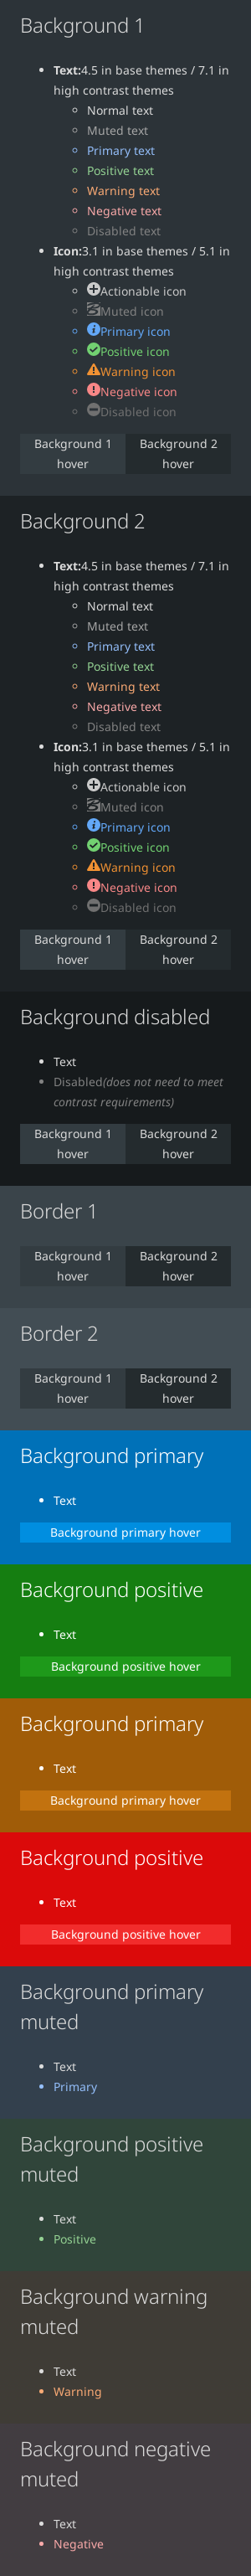 Background 1
Text:4.5 in base themes / 7.1 in
high contrast themes
Normal text
Muted text
Primary text
Positive text
Warning text
Negative text
Disabled text
Icon:3.1 in base themes / 5.1 in
high contrast themes
Actionable icon
Muted icon
Primary icon
Positive icon
Warning icon
Negative icon
Disabled icon
Background 1
hover
Background 2
hover
Background 2
Text:4.5 in base themes / 7.1 in
high contrast themes
Normal text
Muted text
Primary text
Positive text
Warning text
Negative text
Disabled text
Icon:3.1 in base themes / 5.1 in
high contrast themes
Actionable icon
Muted icon
Primary icon
Positive icon
Warning icon
Negative icon
Disabled icon
Background 1
hover
Background 2
hover
Background disabled
Text
Disabled(does not need to meet
contrast requirements)
Background 1
hover
Background 2
hover
Border 1
Background 1
hover
Background 2
hover
Border 2
Background 1
hover
Background 2
hover
Background primary
Text
Background primary hover
Background positive
Text
Background positive hover
Background primary
Text
Background primary hover
Background positive
Text
Background positive hover
Background primary
muted
Text
Primary
Background positive
muted
Text
Positive
Background warning
muted
Text
Warning
Background negative
muted
Text
Negative